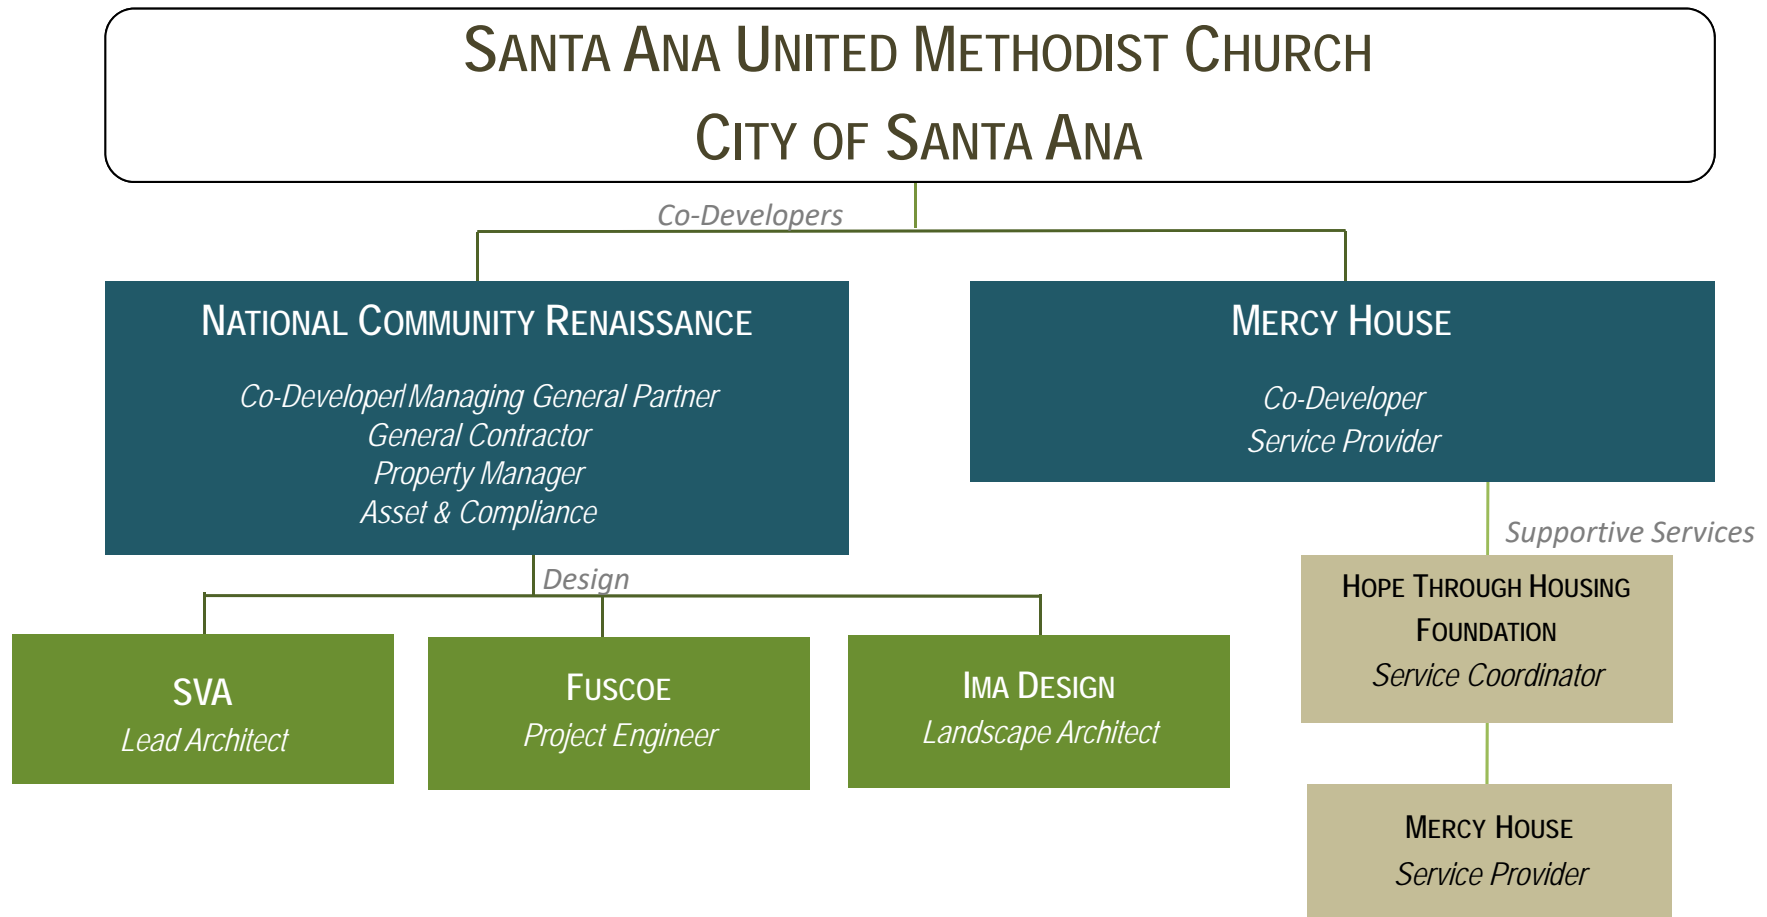 SANTA ANA UNITED METHODIST CHURCH
CITY OF SANTA ANA
Co-Developers
NATIONAL COMMUNITY RENAISSANCE
Co-Developer/Managing General Partner
General Contractor
Property Manager
Asset & Compliance
MERCY HOUSE
Co-Developer
Service Provider
Design
SVA
Lead Architect
FUSCOE
Project Engineer
IMA DESIGN
Landscape Architect
Supportive Services
HOPE THROUGH HOUSING
FOUNDATION
Service Coordinator
MERCY HOUSE
Service Provider